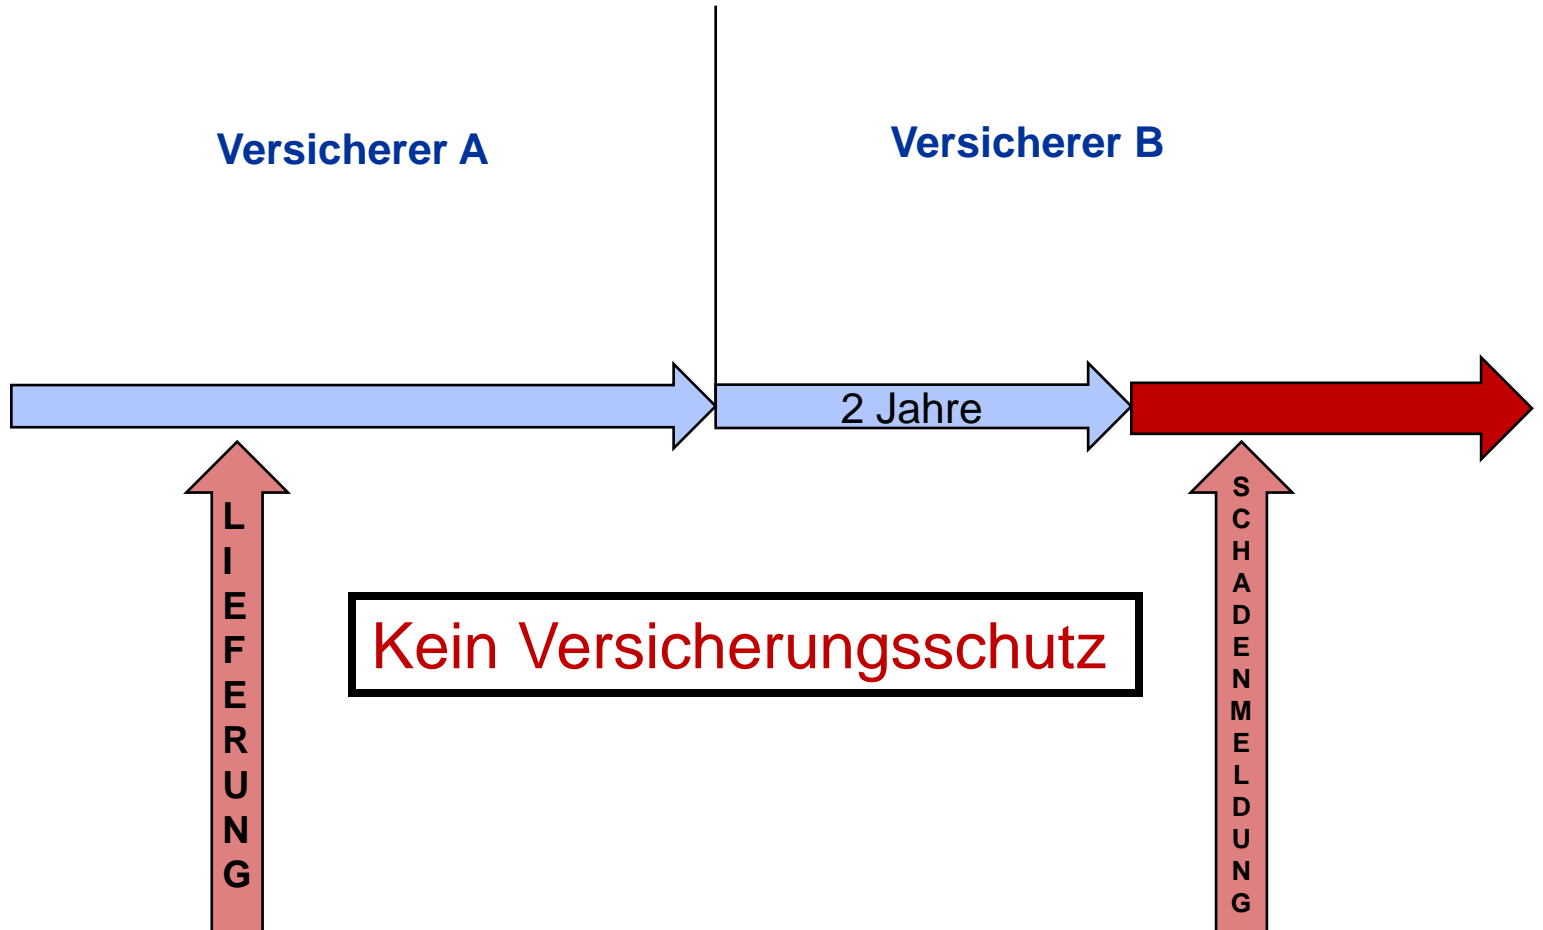 Versicherer A
Versicherer B
2 Jahre
LIEFERUNG
Kein Versicherungsschutz
SCHADENMELDUNG